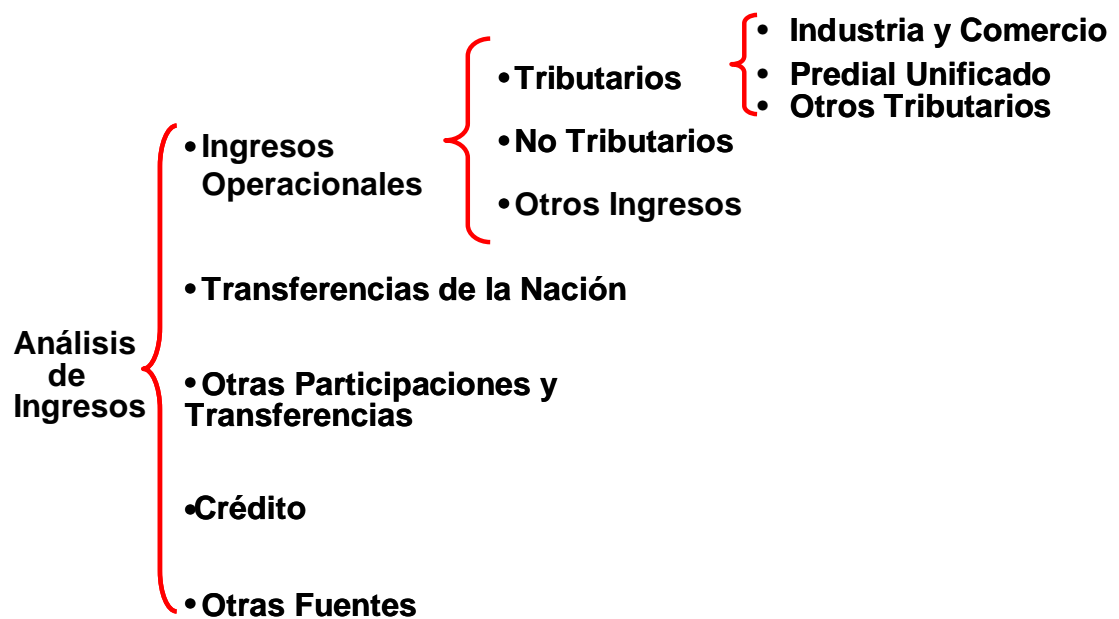 Análisis
de
Ingresos
• Ingresos
Operacionales
• Tributarios
• Industria y Comercio
• Predial Unificado
• Otros Tributarios
• No Tributarios
• Otros Ingresos
• Transferencias de la Nación
• Otras Participaciones y
Transferencias
•Crédito
• Otras Fuentes